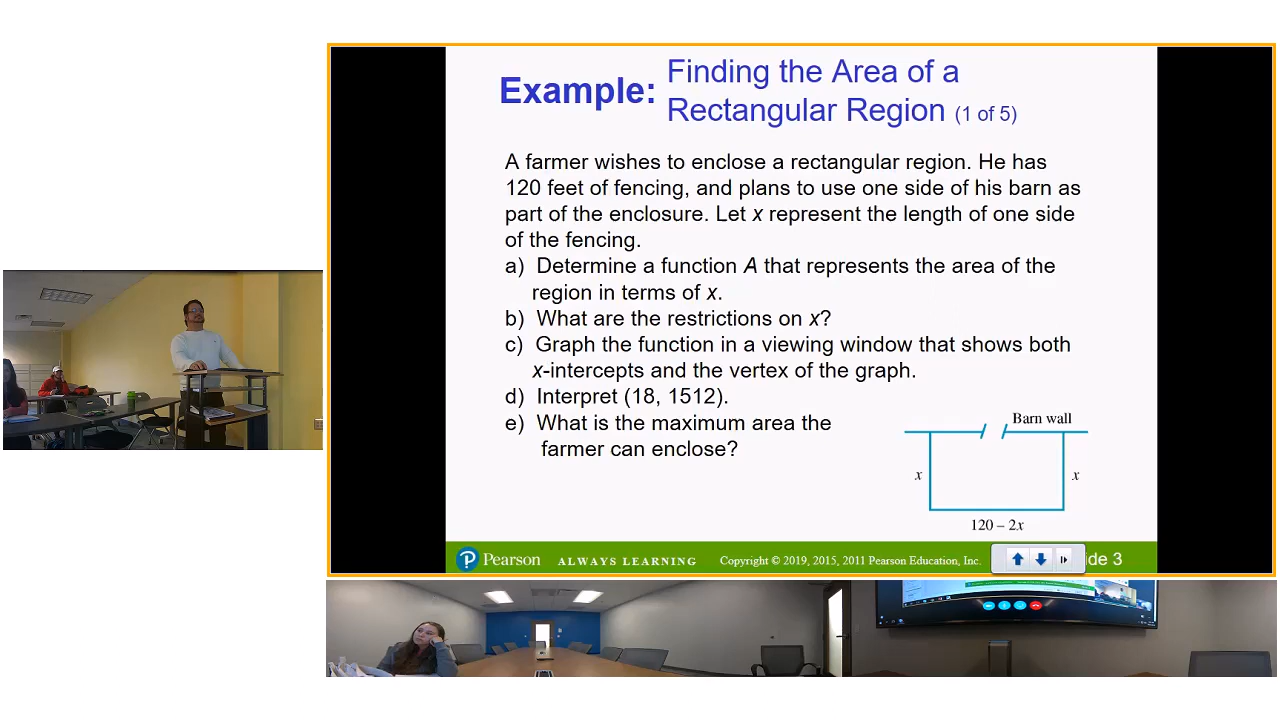 Example: Finding the Area of a
Rectangular Region (1 of 5)
A farmer wishes to enclose a rectangular region. He has
120 feet of fencing, and plans to use one side of his barn as
part of the enclosure. Let x represent the length of one side
of the fencing.
a) Determine a function A that represents the area of the
region in terms of x.
b) What are the restrictions on x?
c) Graph the function in a viewing window that shows both
x-intercepts and the vertex of the graph.
d) Interpret (18, 1512).
e) What is the maximum area the
farmer can enclose?
Barn wall
x
x
120 – 2x
P Pearson
ALWAYS LEARNING
Copyright © 2019, 2015, 2011 Pearson Education, Inc.
de 3